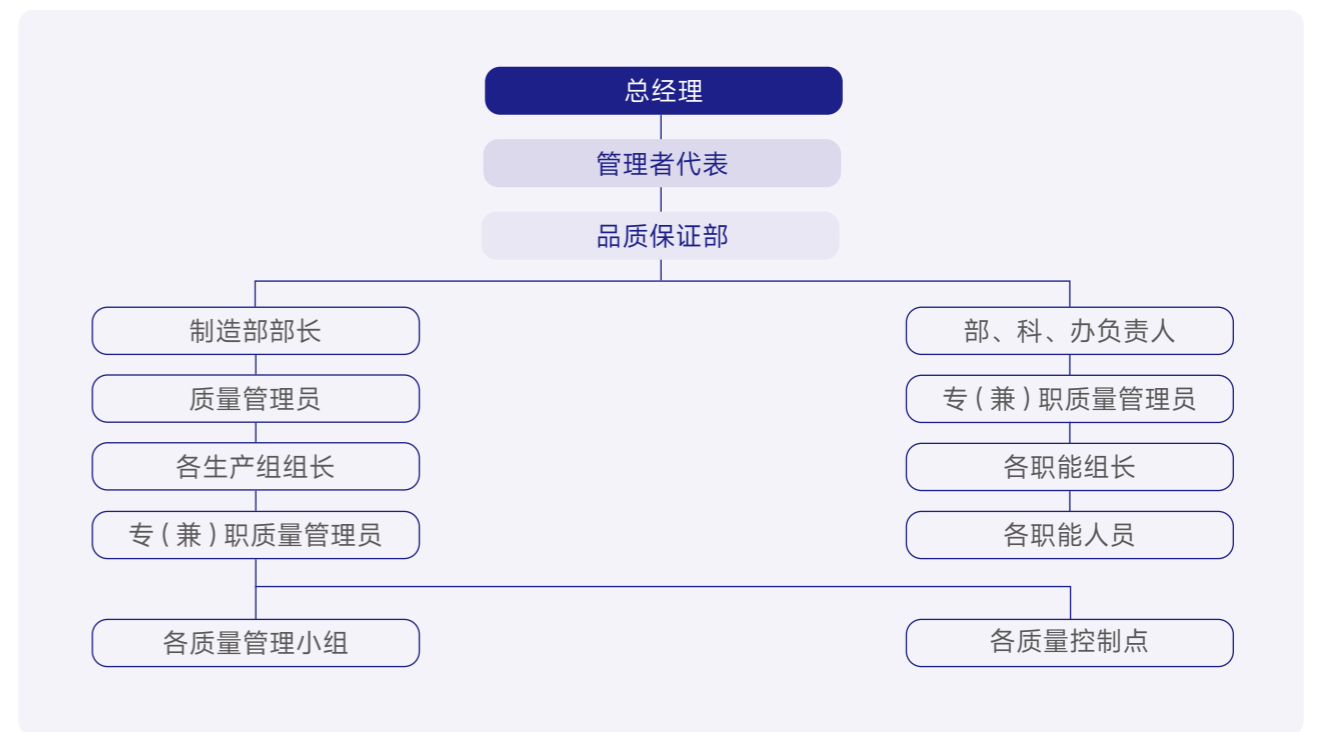 总经理
管理者代表
品质保证部
制造部部长
部、科、办负责人
质量管理员
专(兼)职质量管理员
各生产组组长
各职能组长
专(兼)职质量管理员
各职能人员
各质量管理小组
各质量控制点